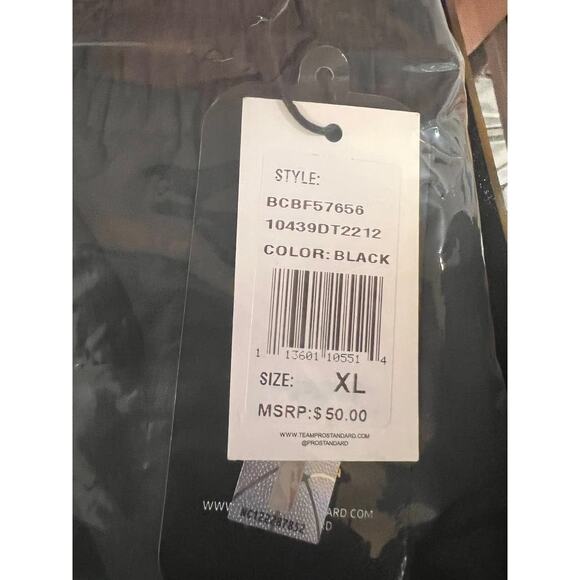 STYLE:
BCBF57656
10439DT2212
COLOR: BLACK
1 13601 10551 4
SIZE: XL
MSRP:$ 50.00
WWW.TEAMPROSTANDARD.COM
@PROSTANDARD